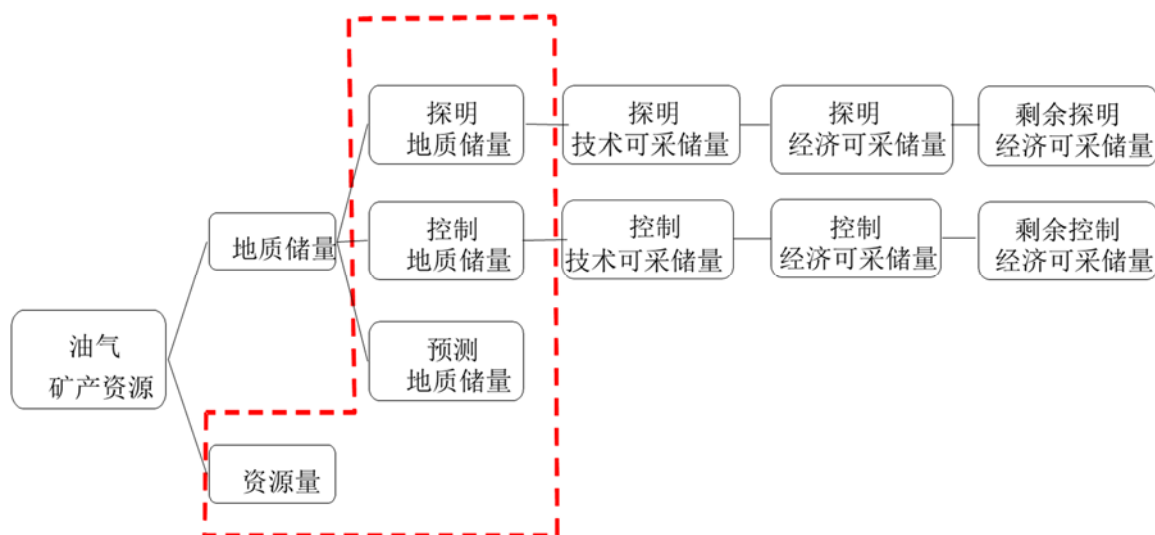 探明
地质储量
探明
技术可采储量
探明
经济可采储量
剩余探明
经济可采储量
地质储量
控制
地质储量
控制
技术可采储量
控制
经济可采储量
剩余控制
经济可采储量
油气
矿产资源
预测
地质储量
资源量